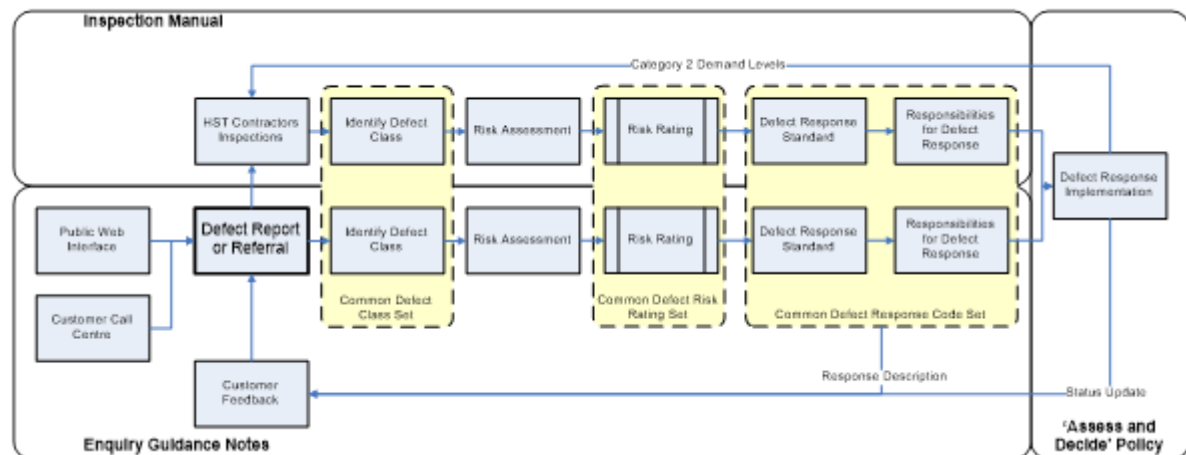 Inspection Manual
Category 2 Demand Levels
HST Contractors
Inspections
Identify Defect
Class
Risk Assessment
Risk Rating
Defect Response
Standard
Responsibilities
for Defect
Response
Defect Response
Implementation
Public Web
Interface
Defect Report
or Referral
Identify Defect
Class
Risk Assessment
Risk Rating
Defect Response
Standard
Responsibilities
for Defect
Response
Customer Call
Centre
Common Defect
Class Set
Common Defect Risk
Rating Set
Common Defect Response Code Set
Customer
Feedback
Response Description
Status Update
Enquiry Guidance Notes
‘Assess and
Decide’ Policy